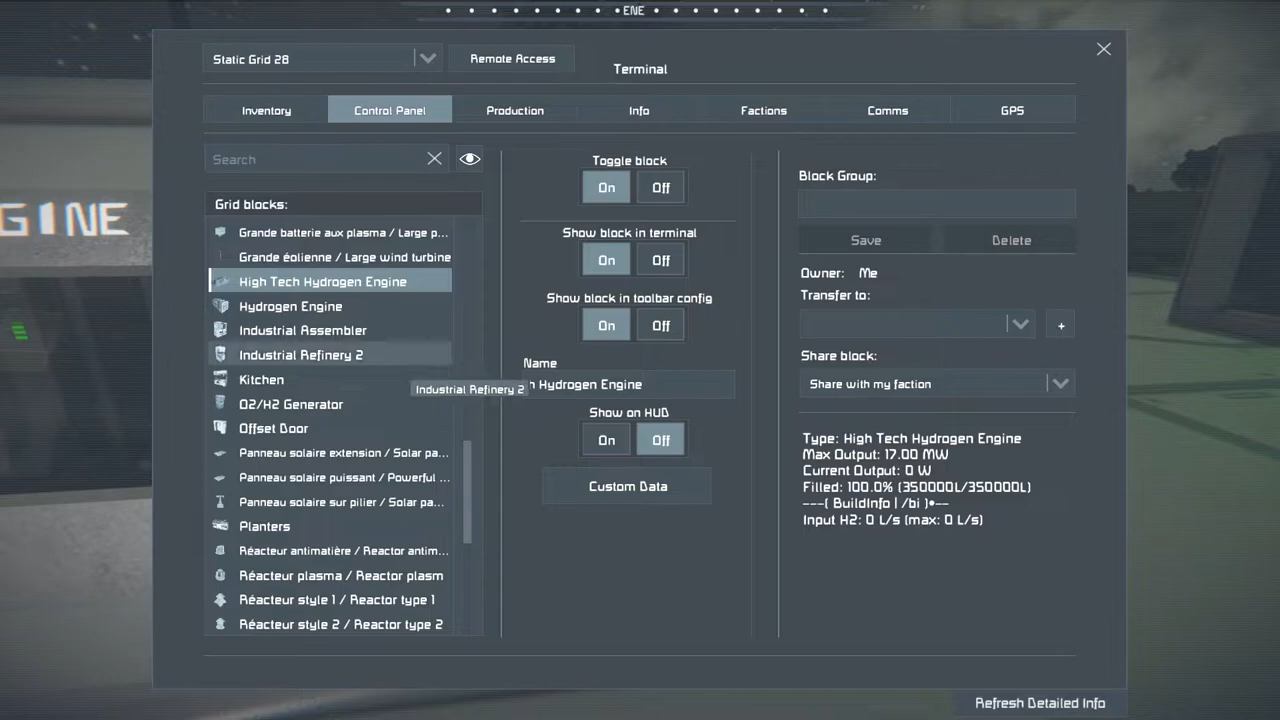 ENE
Static Grid 28
Remote Access
Terminal
Inventory
Control Panel
Production
Info
Factions
Comms
GPS
Search
Grid blocks:
Grande batterie aux plasma / Large p...
Grande éolienne / Large wind turbine
High Tech Hydrogen Engine
Hydrogen Engine
Industrial Assembler
Industrial Refinery 2
Kitchen
O2/H2 Generator
Offset Door
Panneau solaire extension / Solar pa...
Panneau solaire puissant / Powerful ...
Panneau solaire sur pilier / Solar pa...
Planters
Réacteur antimatière / Reactor antim...
Réacteur plasma / Reactor plasm
Réacteur style 1 / Reactor type 1
Réacteur style 2 / Reactor type 2
Industrial Refinery 2
Toggle block
On Off
Show block in terminal
On Off
Show block in toolbar config
On Off
Name
h Hydrogen Engine
Show on HUD
On Off
Custom Data
Block Group:
Save Delete
Owner: Me
Transfer to:
+
Share block:
Share with my faction
Type: High Tech Hydrogen Engine
Max Output: 17.00 MW
Current Output: 0 W
Filled: 100.0% (350000L/350000L)
---( BuildInfo | /bi )•--
Input H2: 0 L/s (max: 0 L/s)
Refresh Detailed Info
GINE